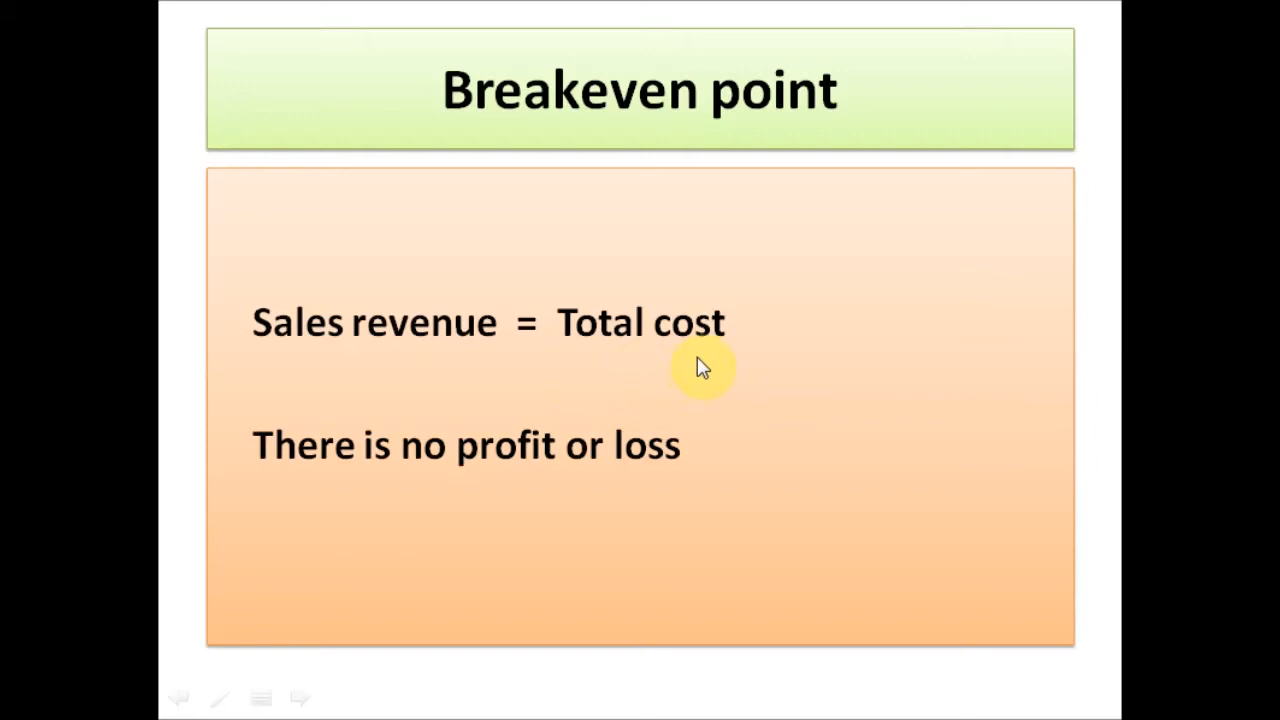 Breakeven point
Sales revenue = Total cost
There is no profit or loss